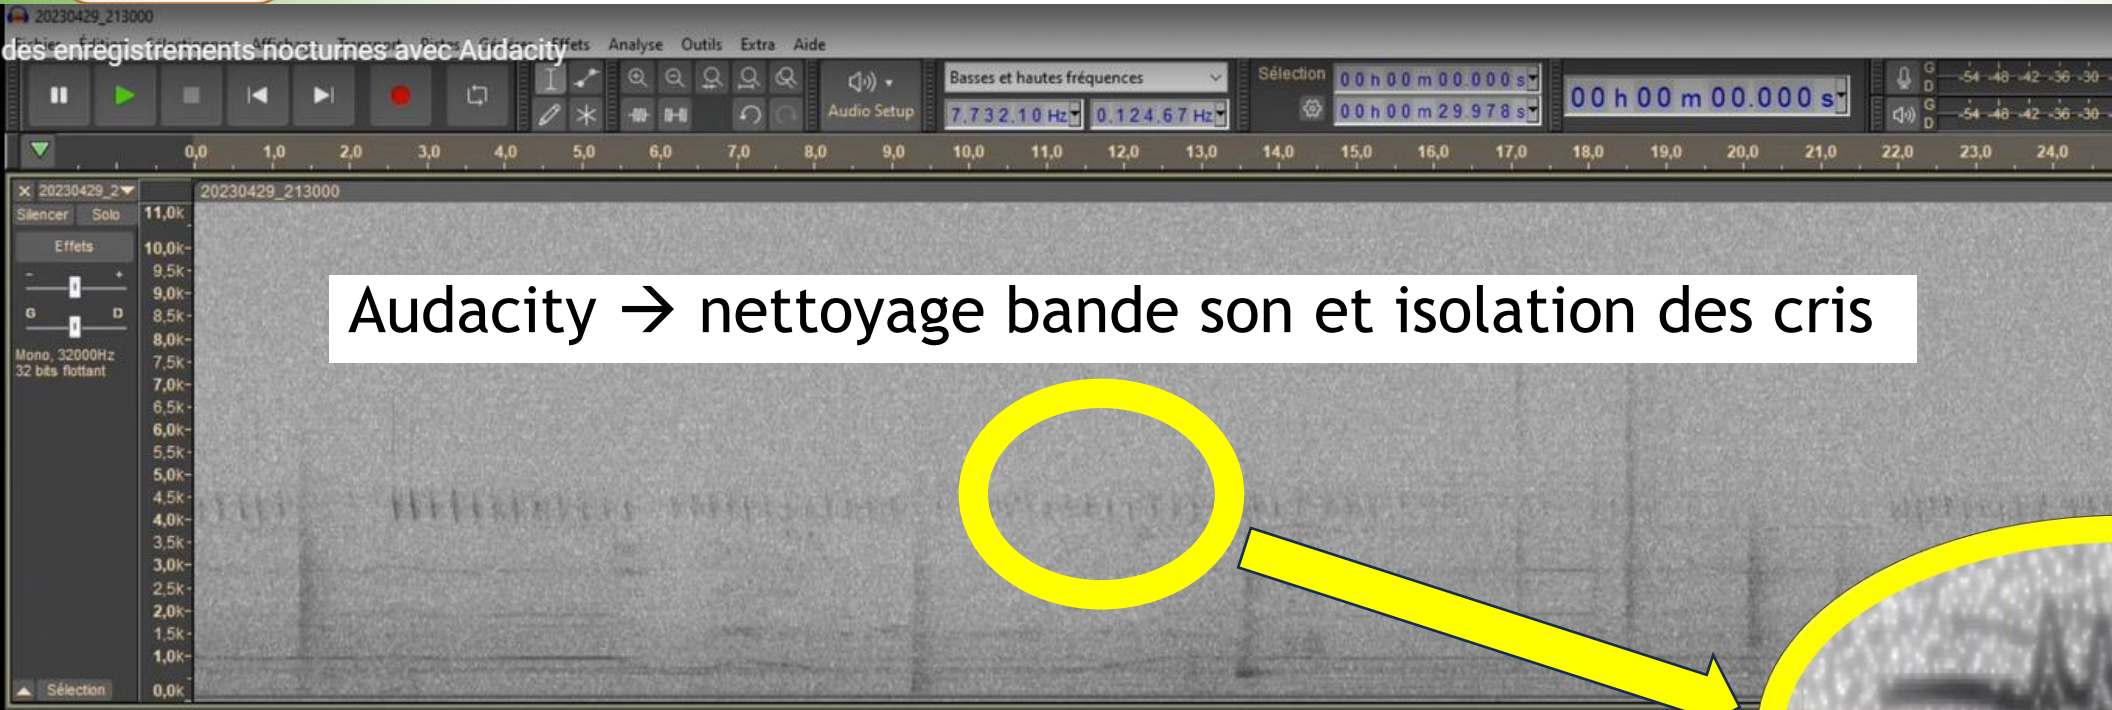 20230429_213000
des enregistrements nocturnes avec Audacity
Effets Analyse Outils Extra Aide
Audio Setup
Basses et hautes fréquences
7.732,10 Hz 0.124,67 Hz
Sélection
00 h 00 m 00.000 s
00 h 00 m 29.978 s
00 h 00 m 00.000 s
G D -54 -48 -42 -36 -30
G D -54 -48 -42 -36 -30
0,0 1,0 2,0 3,0 4,0 5,0 6,0 7,0 8,0 9,0 10,0 11,0 12,0 13,0 14,0 15,0 16,0 17,0 18,0 19,0 20,0 21,0 22,0 23,0 24,0
20230429_2
20230429_213000
Silencer Solo
Effets
- +
G D
Mono, 32000Hz
32 bits flottant
11,0k
10,0k
9,5k
9,0k
8,5k
8,0k
7,5k
7,0k
6,5k
6,0k
5,5k
5,0k
4,5k
4,0k
3,5k
3,0k
2,5k
2,0k
1,5k
1,0k
0,0k
Audacity → nettoyage bande son et isolation des cris
Sélection